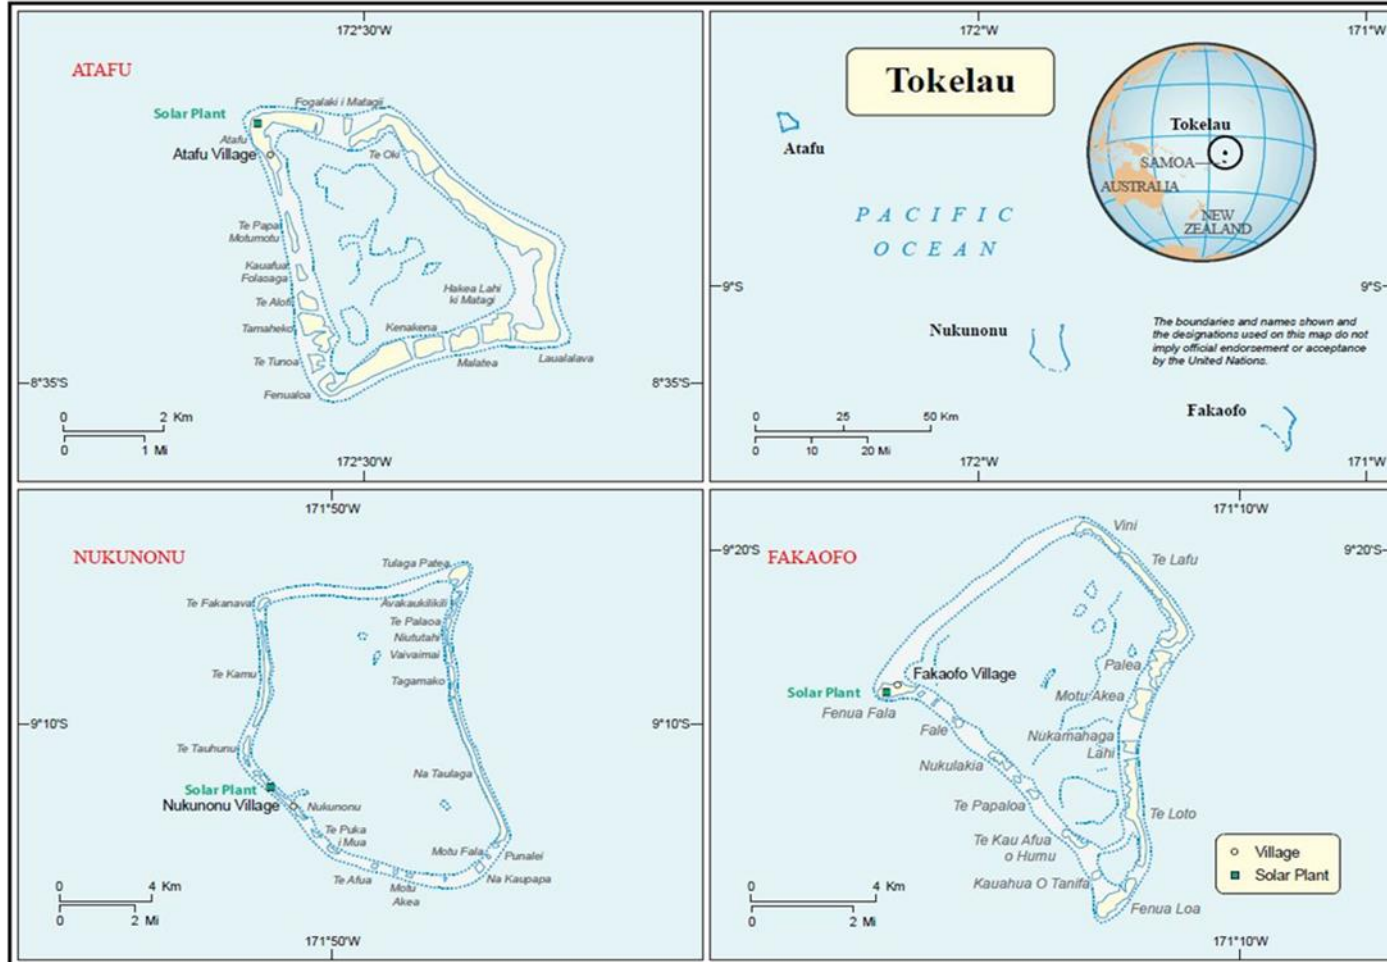 172°30'W
ATAFU
Solar Plant
Fogalaki i Matagii
Atafu
Atafu Village
Te Oki
Te Papa
Motumotu
Kauafua
Folasaga
Te Alofi
Tamaheko
Te Tunoa
Fenualoa
Hakea Lahi
ki Matagi
Kenakena
Malatea
Laualalava
8°35'S
8°35'S
0 2 Km
0 1 Mi
172°30'W
172°W
171°W
Tokelau
Atafu
PACIFIC
OCEAN
Tokelau
SAMOA
AUSTRALIA
NEW
ZEALAND
9°S
9°S
Nukunonu
The boundaries and names shown and
the designations used on this map do not
imply official endorsement or acceptance
by the United Nations.
Fakaofo
0 25 50 Km
0 10 20 Mi
172°W
171°W
171°50'W
NUKUNONU
Tulaga Patea
Te Fakanava
Avakaukilikili
Te Palaoa
Niututahi
Vaivaimai
Te Kamu
Tagamako
9°10'S
Te Tauhunu
Na Taulaga
Solar Plant
Nukunonu Village
Nukunonu
Te Puka
i Mua
Te Afua
Motu
Akea
Motu Fala
Punalei
Na Kaupapa
0 4 Km
0 2 Mi
171°50'W
171°10'W
9°20'S
9°20'S
FAKAOFO
Vini
Te Lafu
Palea
Fakaofo Village
Solar Plant
Motu Akea
Fenua Fala
9°10'S
Fale
Nukamahaga
Lahi
Nukulakia
Te Papaloa
Te Loto
Te Kau Afua
o Humu
Kauahua O Tanifa
Fenua Loa
0 4 Km
0 2 Mi
Village
Solar Plant
171°10'W